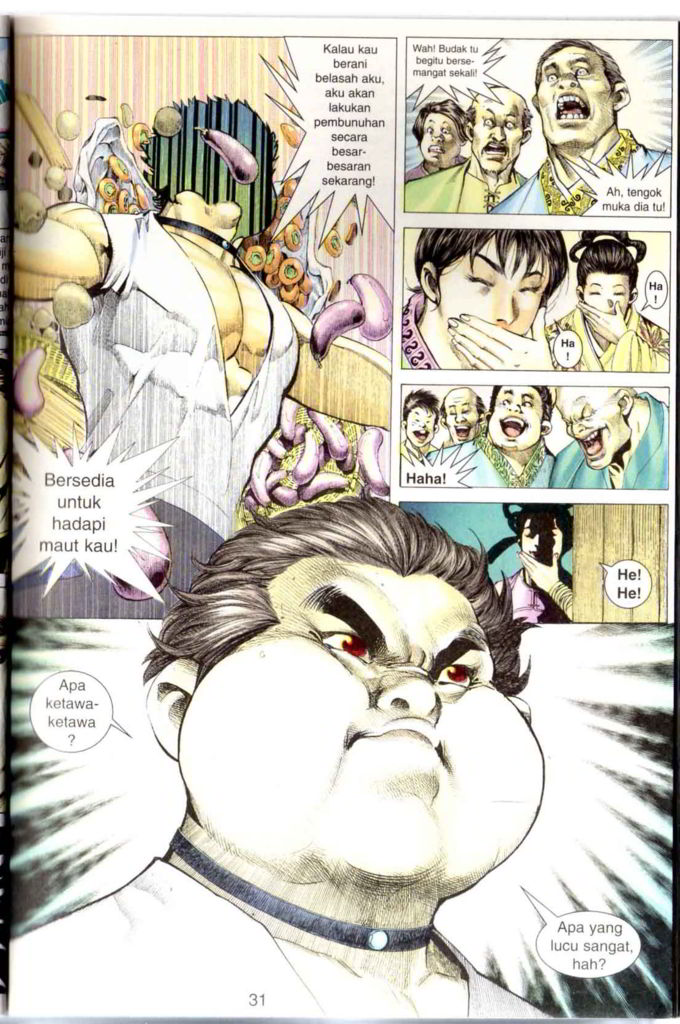 Kalau kau
berani
belasah aku,
aku akan
lakukan
pembunuhan
secara
besar-
besaran
sekarang!
Bersedia
untuk
hadapi
maut kau!
Wah! Budak tu
begitu berse-
mangat sekali!
Ah, tengok
muka dia tu!
Ha
!
Ha
!
Haha!
He!
He!
Apa
ketawa-
ketawa
?
Apa yang
lucu sangat,
hah?
31